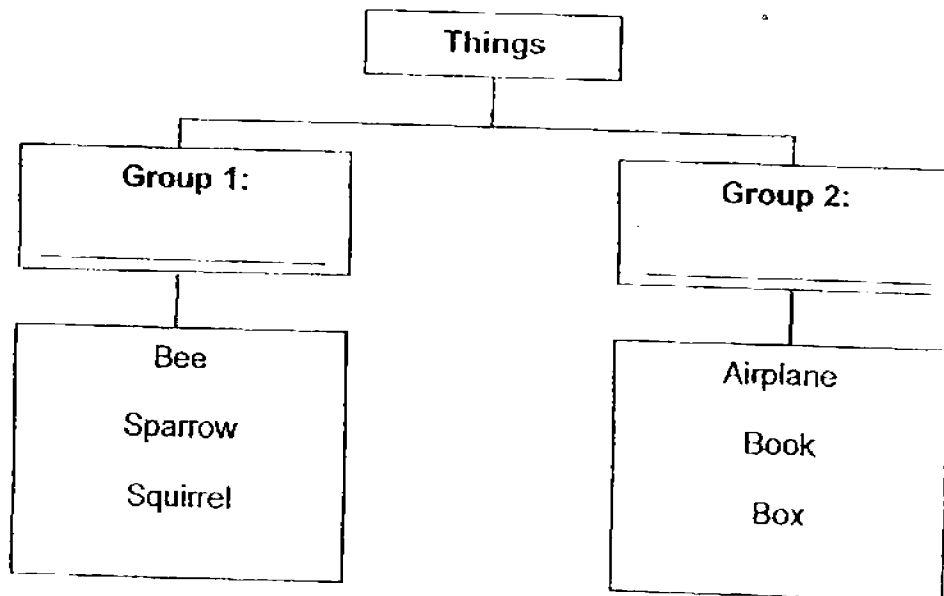 Things
Group 1:
Group 2:
Bee
Sparrow
Squirrel
Airplane
Book
Box